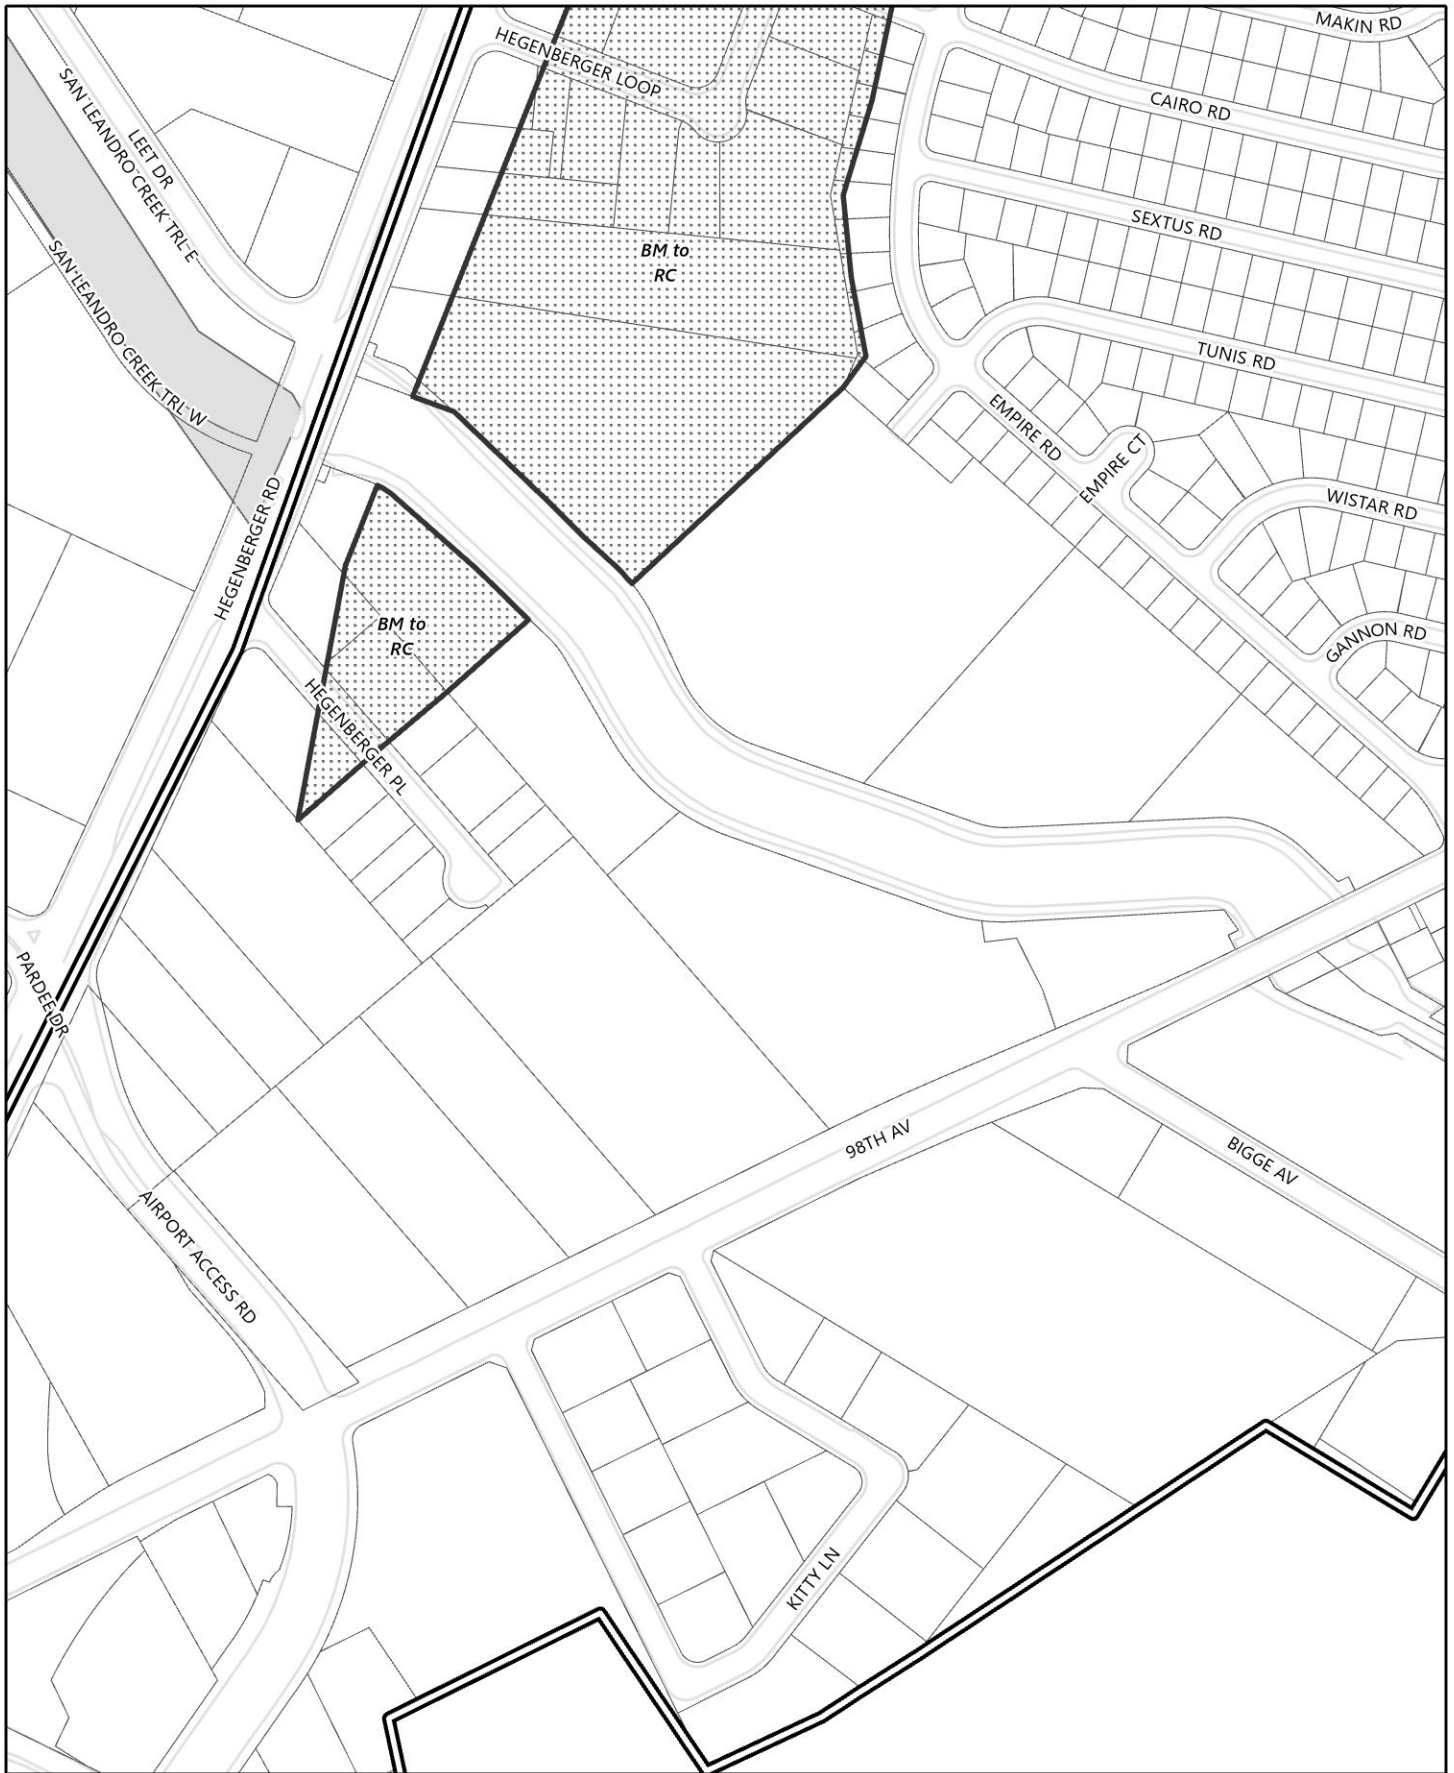 MAKIN RD
HEGENBERGER LOOP
CAIRO RD
SAN LEANDRO CREEK TRL E
LEET DR
SEXTUS RD
BM to
RC
SAN LEANDRO CREEK TRL W
TUNIS RD
EMPIRE RD
EMPIRE CT
WISTAR RD
HEGENBERGER RD
BM to
RC
GANNON RD
HEGENBERGER PL
PARDEE DR
98TH AV
BIGGE AV
AIRPORT ACCESS RD
KITTY LN